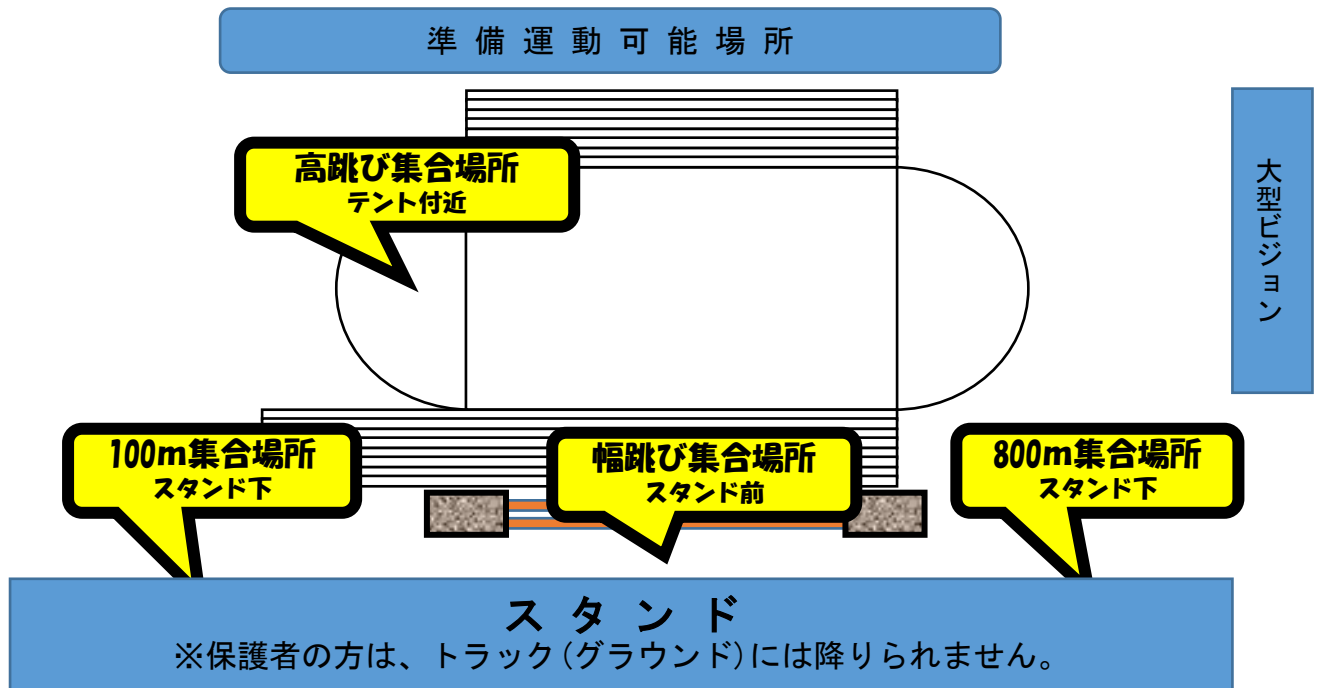 準備運動可能場所
高跳び集合場所
テント付近
大型ビジョン
100m集合場所
スタンド下
幅跳び集合場所
スタンド前
800m集合場所
スタンド下
スタンド
※保護者の方は、トラック(グラウンド)には降りられません。